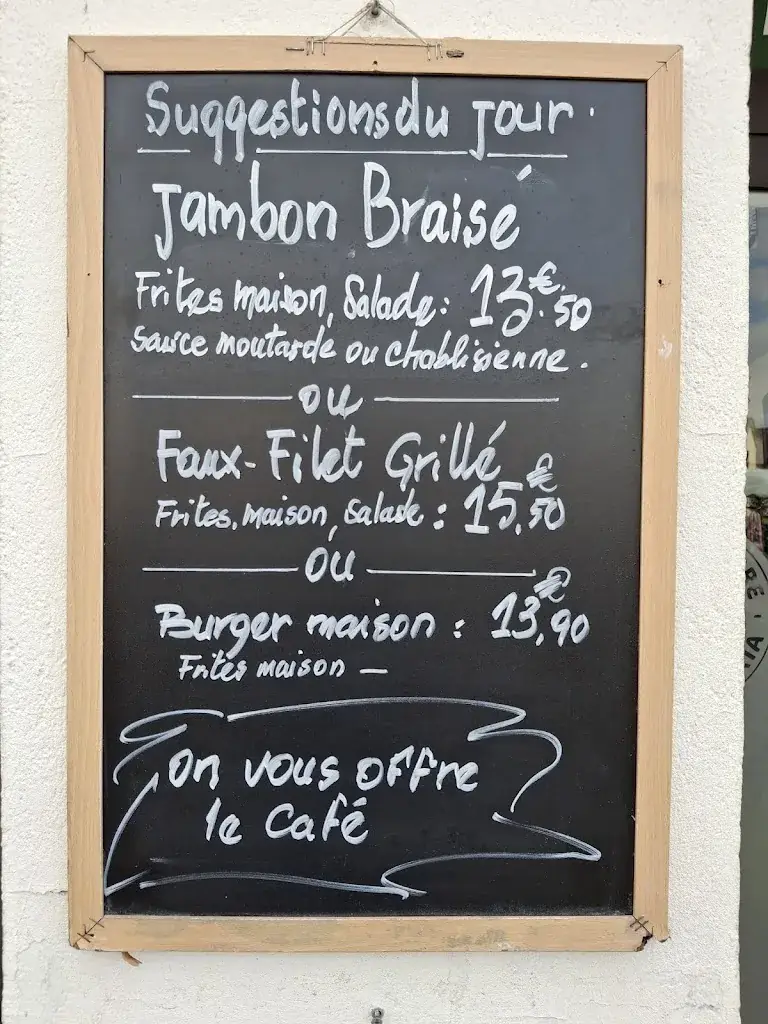 Suggestions du Jour.
Jambon Braisé
Frites maison, Salade: 13€.50
Sauce moutarde ou chablisienne.
ou
Faux-Filet Grillé
Frites, maison, Salade: 15,50€
OÙ
Burger maison: 13,90€
Frites maison —
on vous offre
le Café